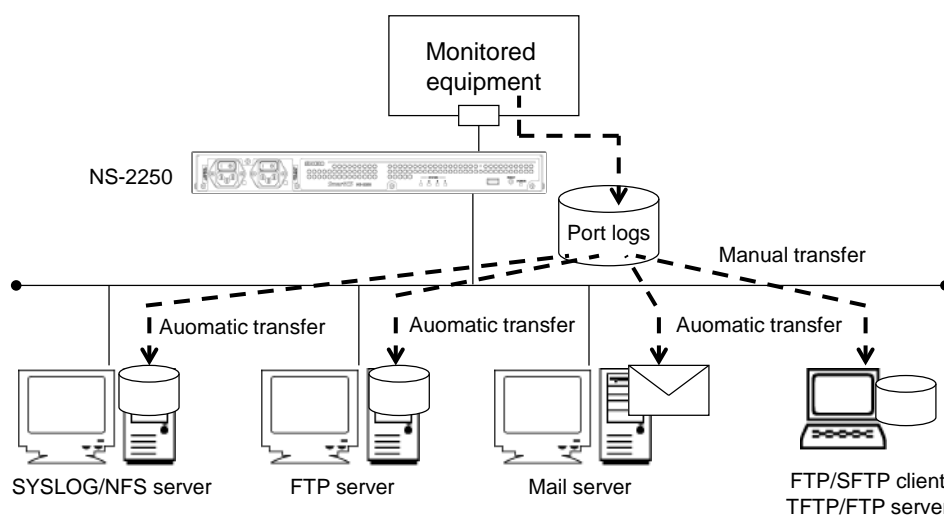 Monitored
equipment
NS-2250
Port logs
Manual transfer
Auomatic transfer
Auomatic transfer
Auomatic transfer
SYSLOG/NFS server
FTP server
Mail server
FTP/SFTP client
TFTP/FTP server